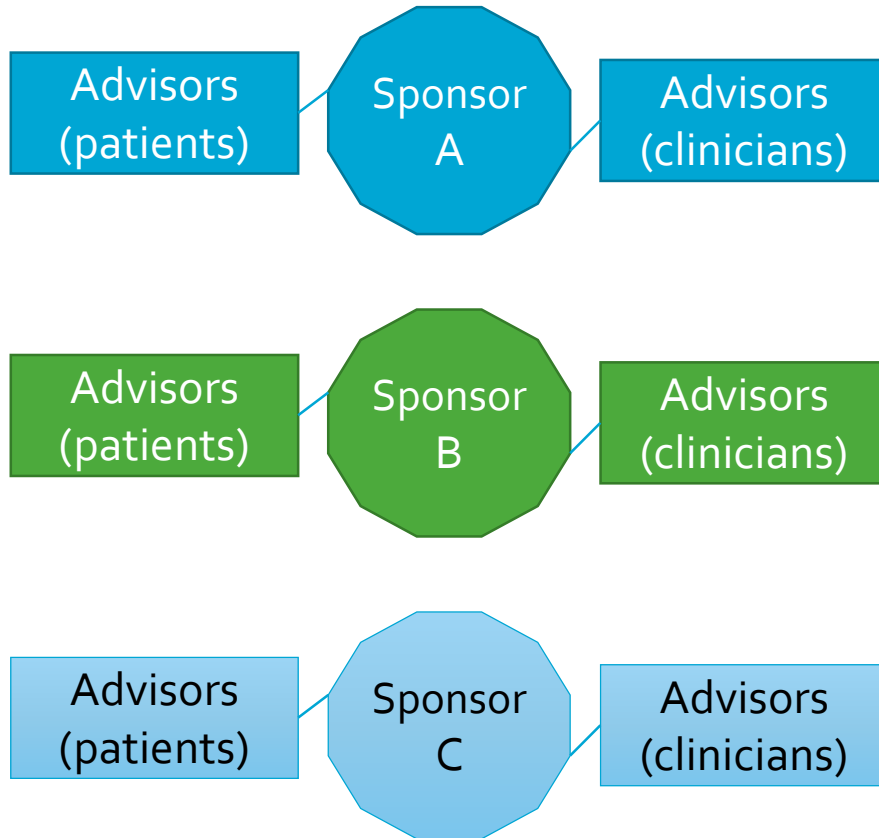 Advisors
(patients)
Sponsor
A
Advisors
(clinicians)
Advisors
(patients)
Sponsor
B
Advisors
(clinicians)
Advisors
(patients)
Sponsor
C
Advisors
(clinicians)